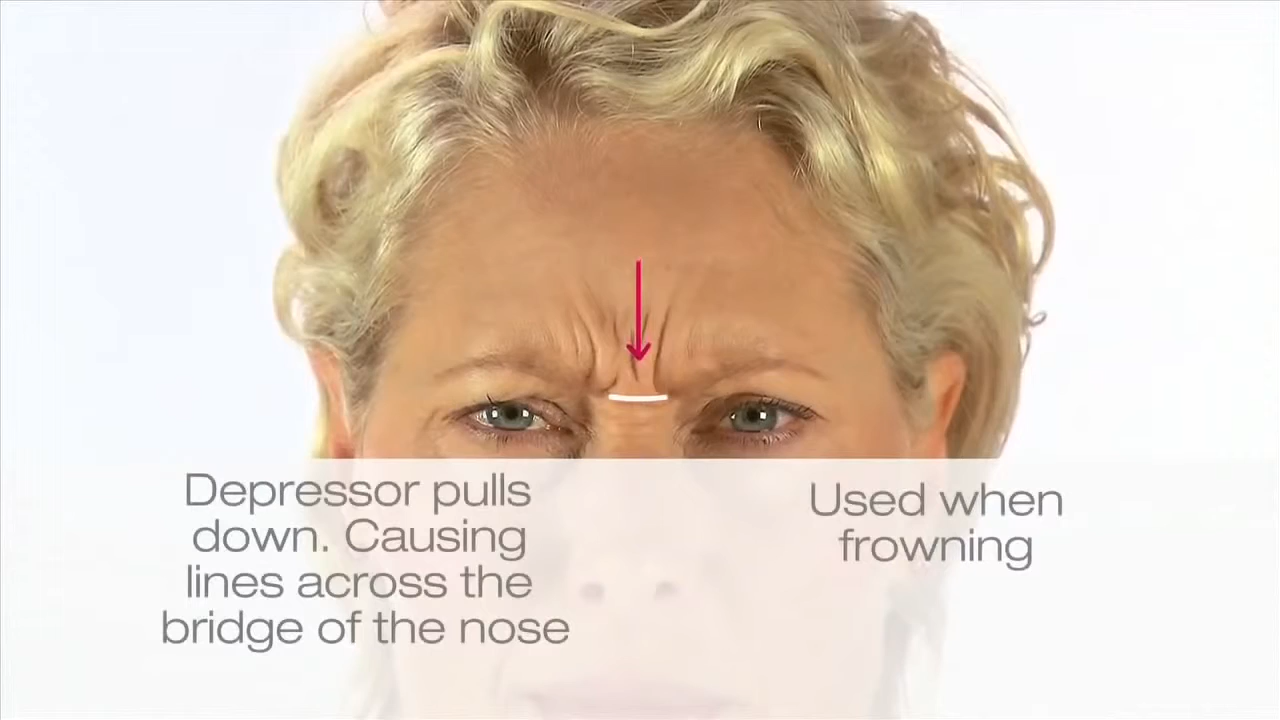 Depressor pulls
down. Causing
lines across the
bridge of the nose
Used when
frowning